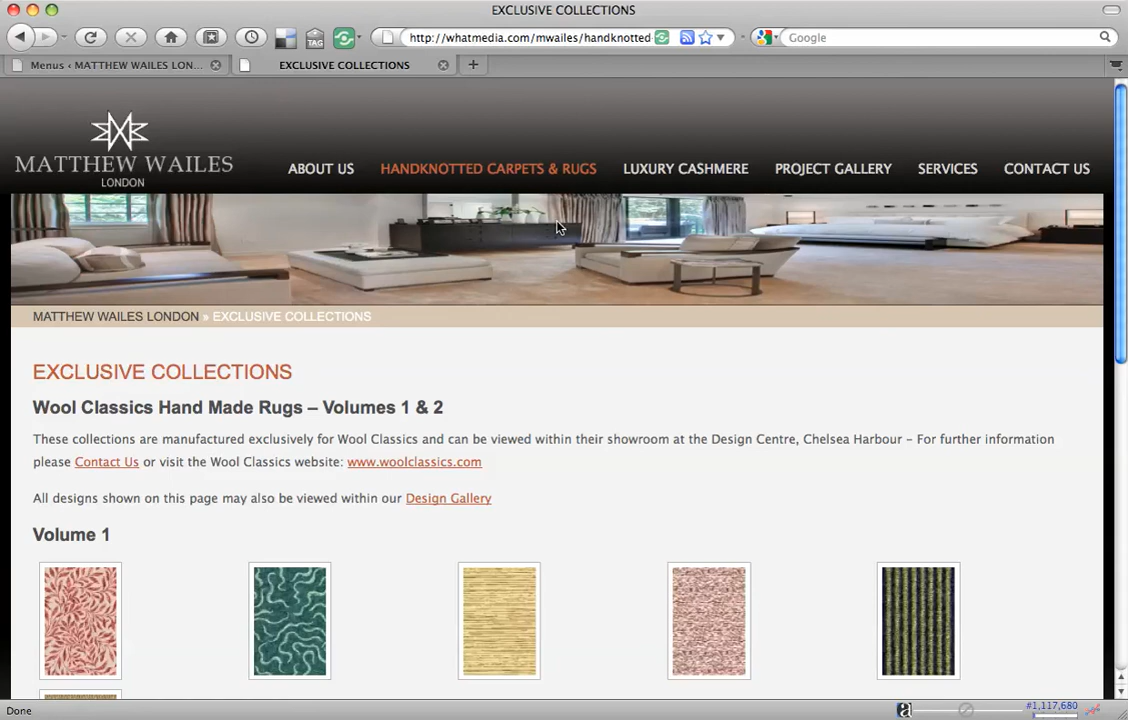 EXCLUSIVE COLLECTIONS
http://whatmedia.com/mwailes/handknotted
Google
Menus ‹ MATTHEW WAILES LON...
EXCLUSIVE COLLECTIONS
MATTHEW WAILES
LONDON
ABOUT US
HANDKNOTTED CARPETS & RUGS
LUXURY CASHMERE
PROJECT GALLERY
SERVICES
CONTACT US
MATTHEW WAILES LONDON » EXCLUSIVE COLLECTIONS
EXCLUSIVE COLLECTIONS
Wool Classics Hand Made Rugs – Volumes 1 & 2
These collections are manufactured exclusively for Wool Classics and can be viewed within their showroom at the Design Centre, Chelsea Harbour – For further information
please Contact Us or visit the Wool Classics website: www.woolclassics.com
All designs shown on this page may also be viewed within our Design Gallery
Volume 1
Done
a
#1,117,680